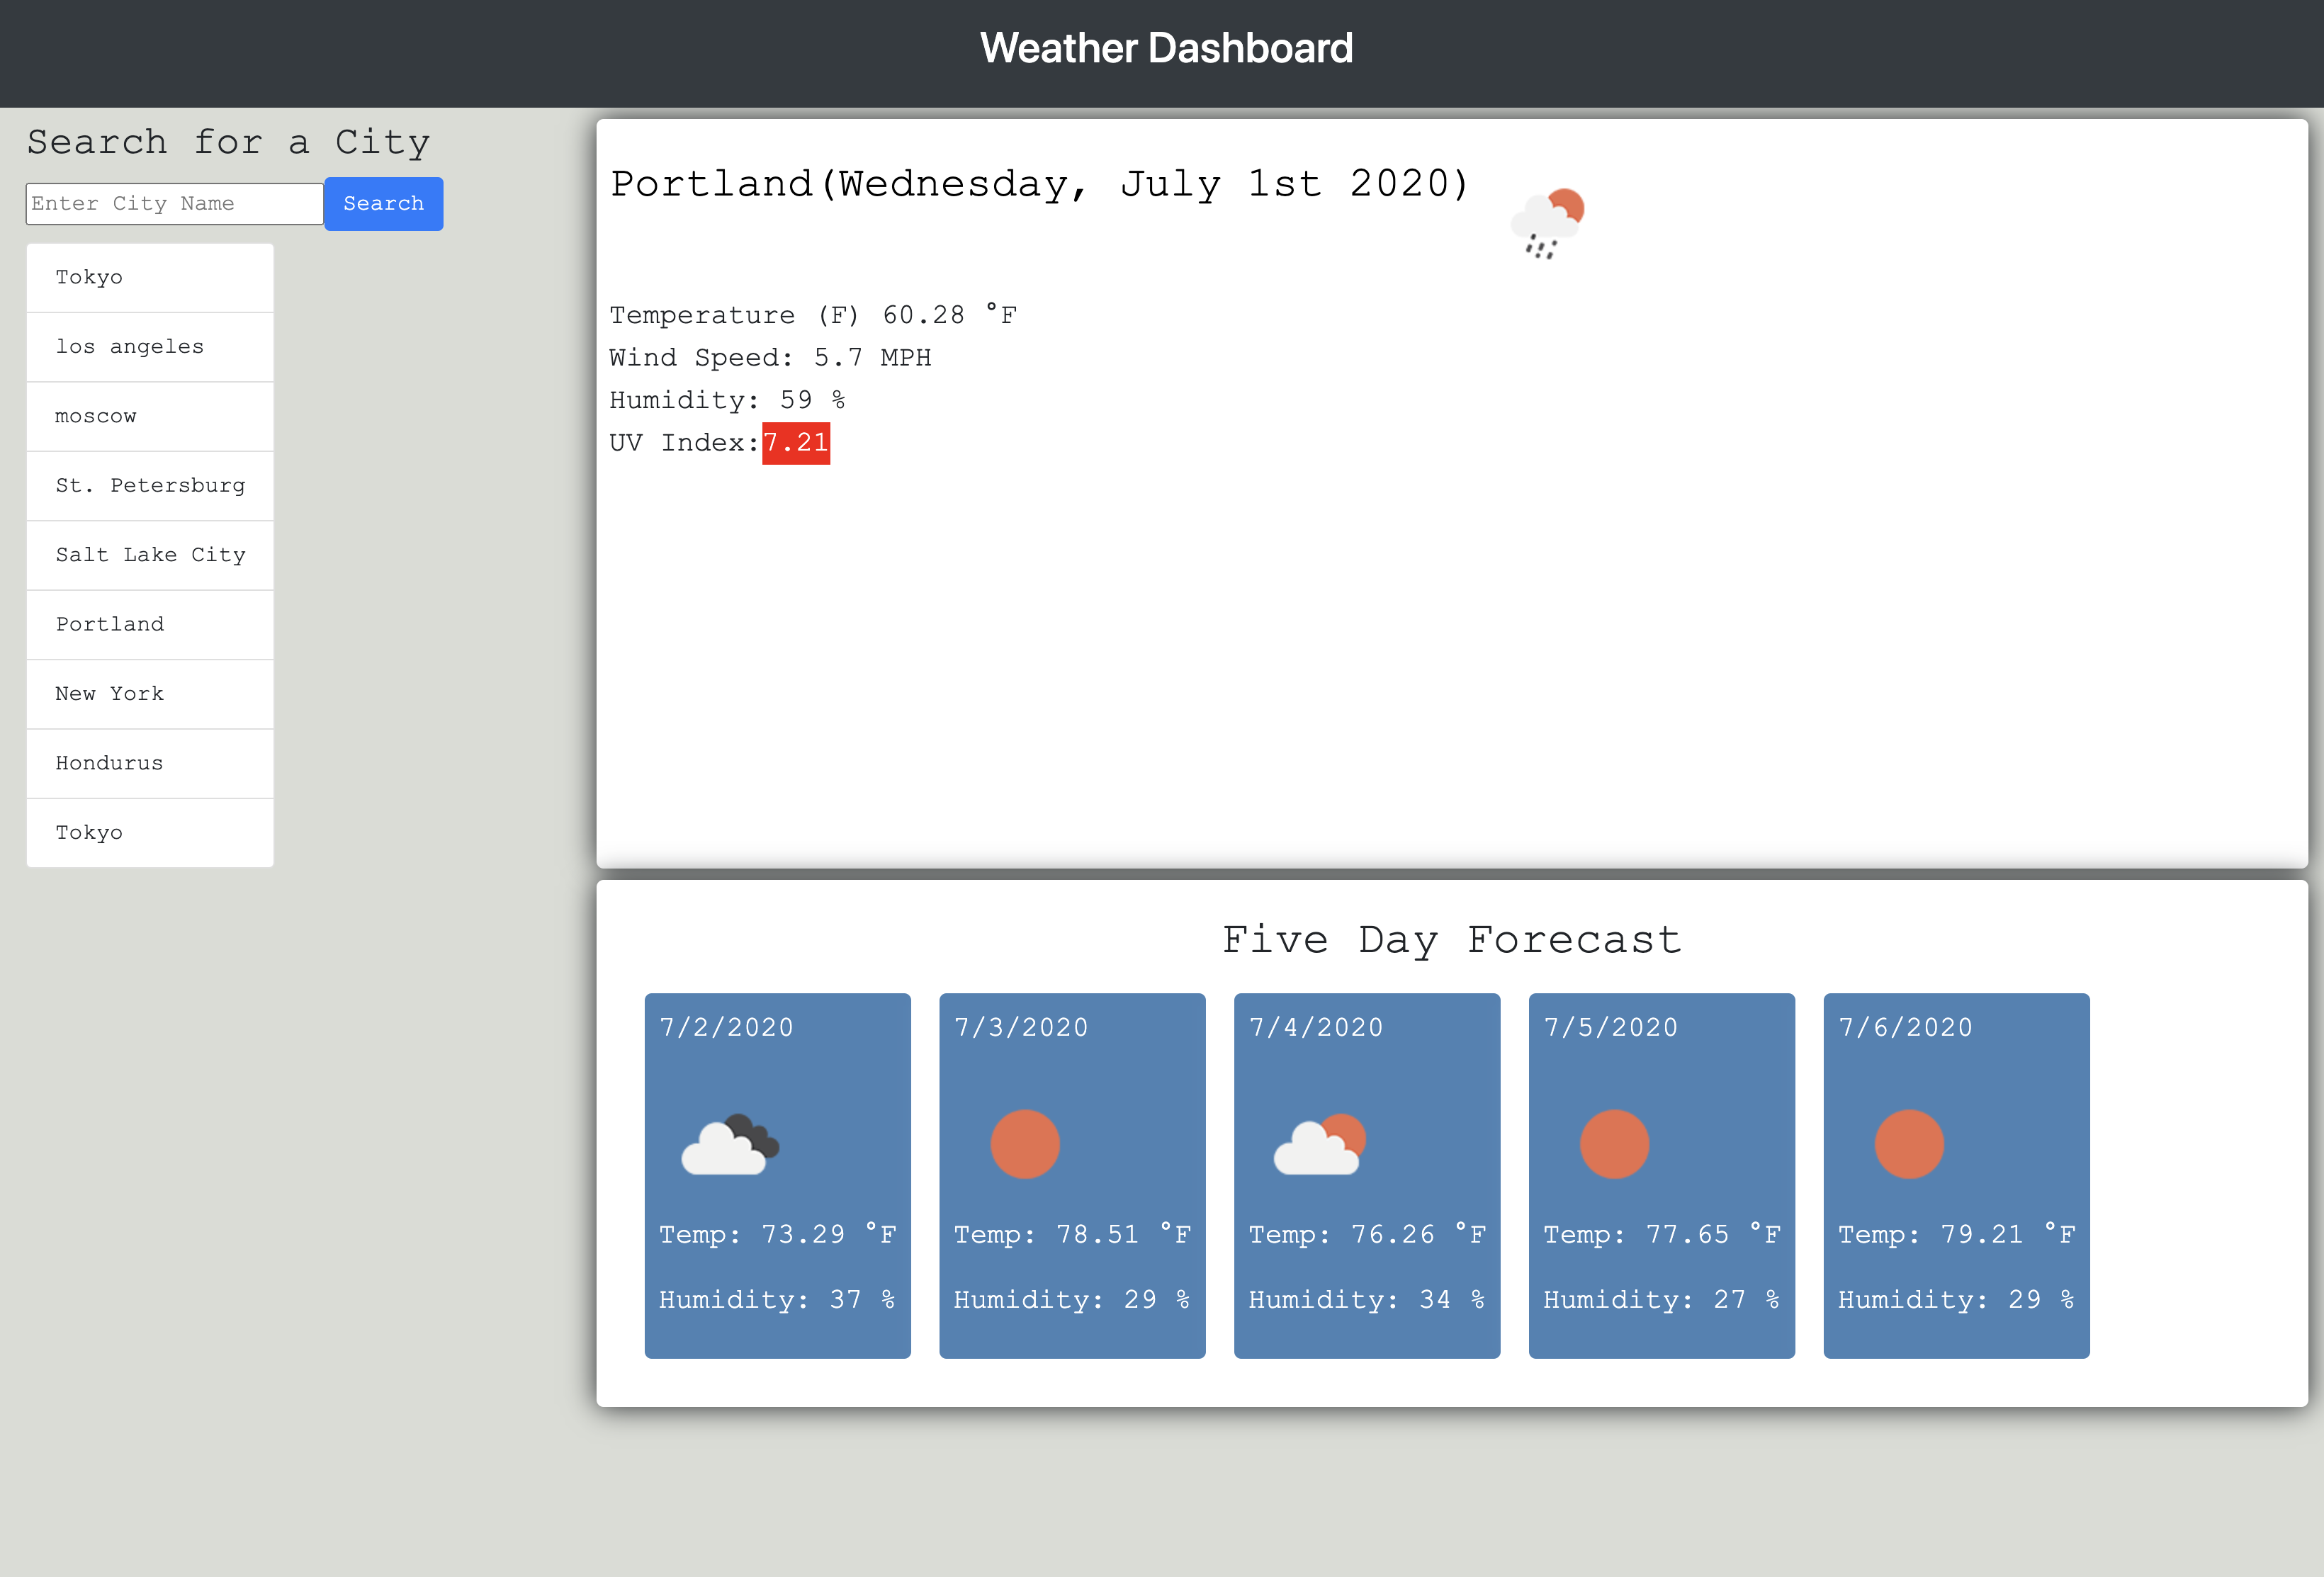 Weather Dashboard
Search for a City
Enter City Name
Search
Tokyo
los angeles
moscow
St. Petersburg
Salt Lake City
Portland
New York
Hondurus
Tokyo
Portland(Wednesday, July 1st 2020)
Temperature (F) 60.28 °F
Wind Speed: 5.7 MPH
Humidity: 59 %
UV Index:7.21
Five Day Forecast
7/2/2020
Temp: 73.29 °F
Humidity: 37 %
7/3/2020
Temp: 78.51 °F
Humidity: 29 %
7/4/2020
Temp: 76.26 °F
Humidity: 34 %
7/5/2020
Temp: 77.65 °F
Humidity: 27 %
7/6/2020
Temp: 79.21 °F
Humidity: 29 %